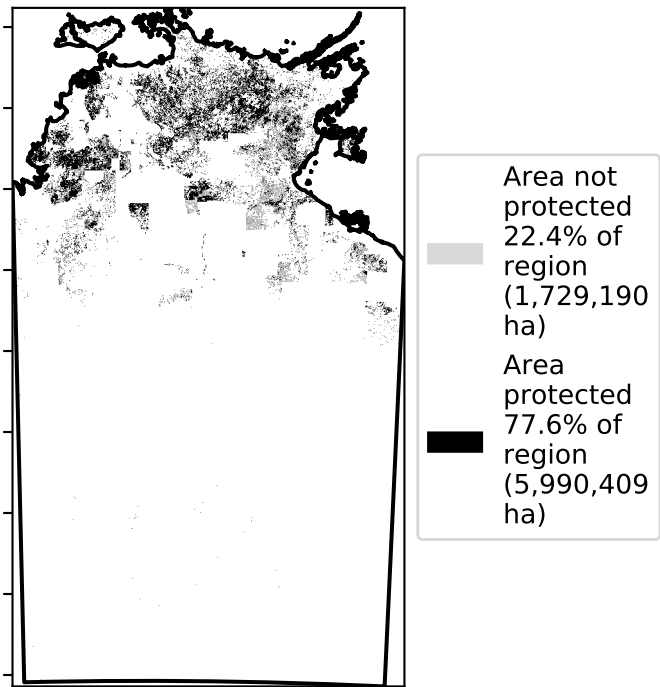 Area not
protected
22.4% of
region
(1,729,190
ha)
Area
protected
77.6% of
region
(5,990,409
ha)